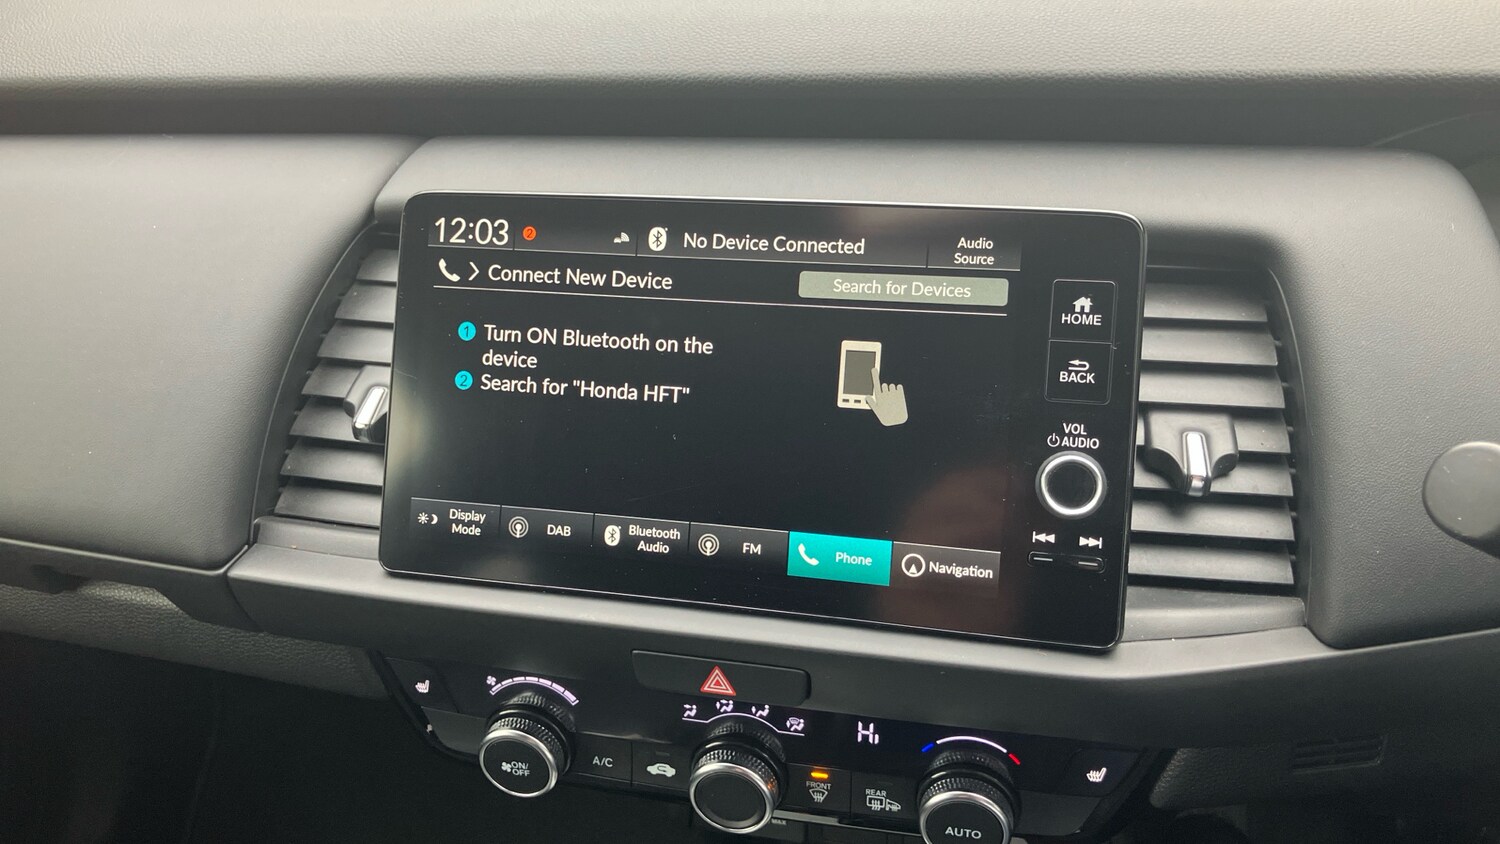 12:03
2
No Device Connected
Audio
Source
Connect New Device
Search for Devices
1 Turn ON Bluetooth on the
device
2 Search for "Honda HFT"
HOME
BACK
VOL
AUDIO
Display
Mode
DAB
Bluetooth
Audio
FM
Phone
Navigation
Hi
ON/
OFF
A/C
FRONT
REAR
MAX
AUTO